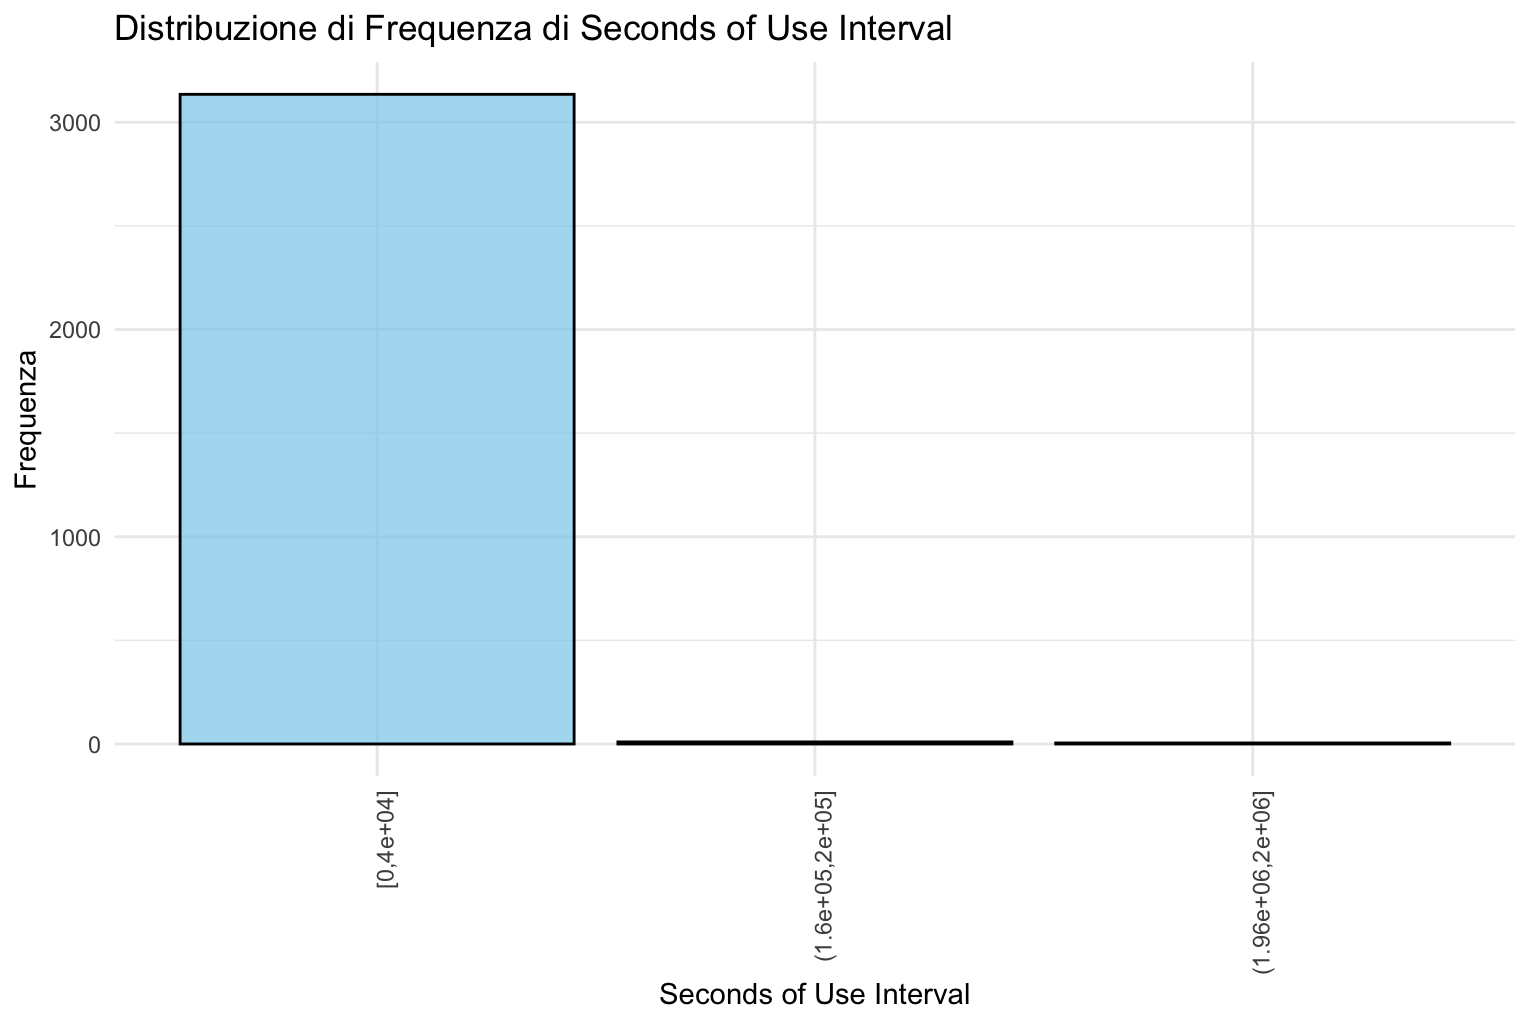 Distribuzione di Frequenza di Seconds of Use Interval
Frequenza
3000
2000
1000
0
[0,4e+04]
(1.6e+05,2e+05]
(1.96e+06,2e+06]
Seconds of Use Interval